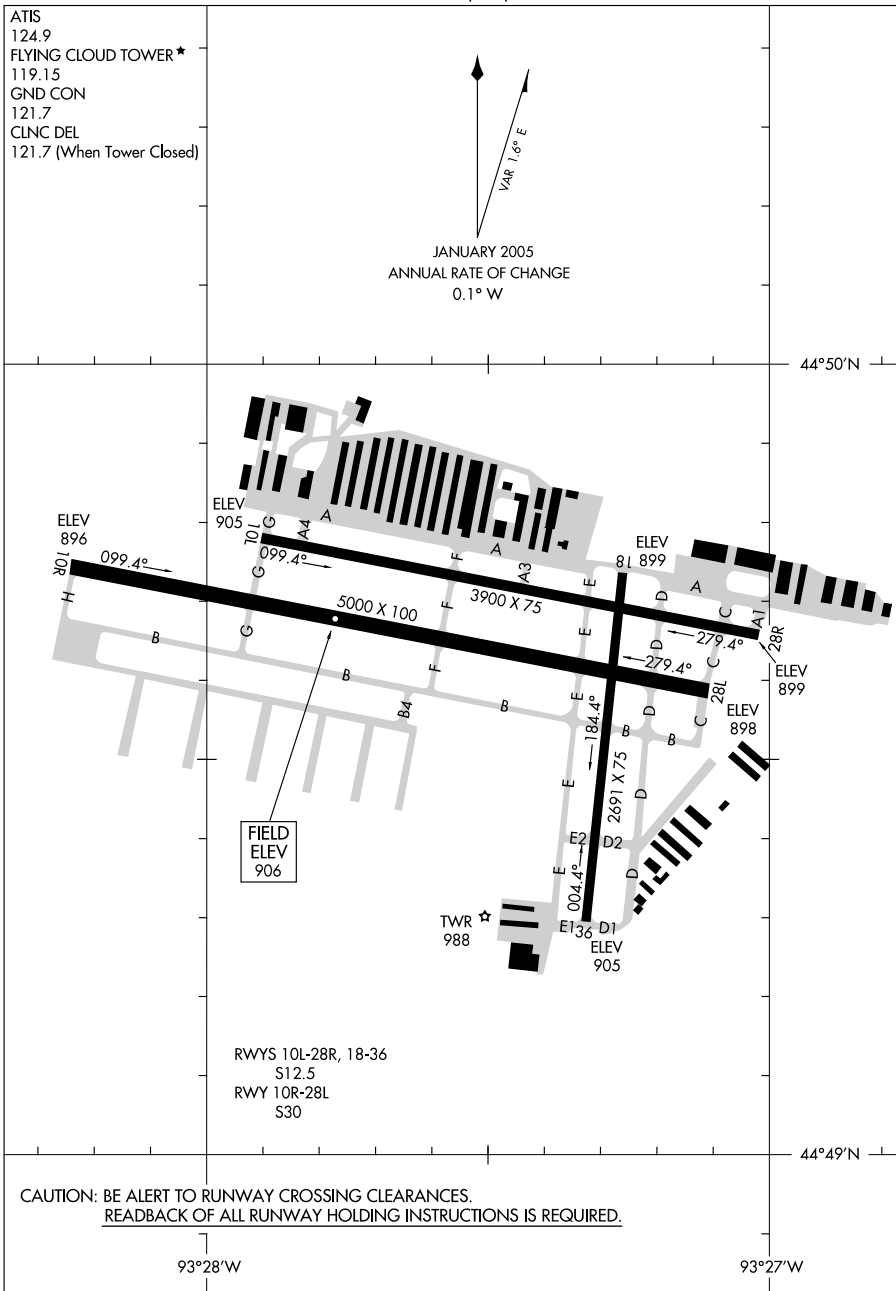 ATIS
124.9
FLYING CLOUD TOWER★
119.15
GND CON
121.7
CLNC DEL
121.7 (When Tower Closed)
VAR 1.6° E
JANUARY 2005
ANNUAL RATE OF CHANGE
0.1° W
44°50'N
ELEV
905
ELEV
896
10R
099.4°
10L
099.4°
G
A4
A
F
A
A3
E
18
ELEV
899
D
A
C
A1
28R
ELEV
899
H
G
5000 X 100
F
3900 X 75
E
D
279.4°
C
279.4°
28L
B
G
B
F
B4
B
E
184.4°
B
D
B
C
ELEV
898
2691 X 75
E
D
FIELD
ELEV
906
E2
D2
E
004.4°
D
TWR
988
E1
36
D1
ELEV
905
RWYS 10L-28R, 18-36
S12.5
RWY 10R-28L
S30
44°49'N
CAUTION: BE ALERT TO RUNWAY CROSSING CLEARANCES.
READBACK OF ALL RUNWAY HOLDING INSTRUCTIONS IS REQUIRED.
93°28'W
93°27'W